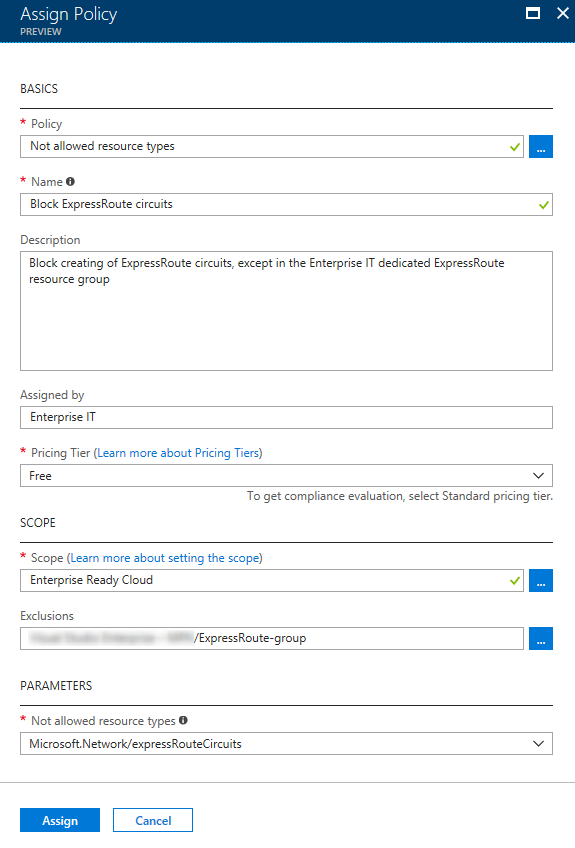 Assign Policy
PREVIEW
BASICS
* Policy
Not allowed resource types
...
* Name
Block ExpressRoute circuits
Description
Block creating of ExpressRoute circuits, except in the Enterprise IT dedicated ExpressRoute
resource group
Assigned by
Enterprise IT
* Pricing Tier (Learn more about Pricing Tiers)
Free
To get compliance evaluation, select Standard pricing tier.
SCOPE
* Scope (Learn more about setting the scope)
Enterprise Ready Cloud
...
Exclusions
/ExpressRoute-group
...
PARAMETERS
* Not allowed resource types
Microsoft.Network/expressRouteCircuits
Assign
Cancel